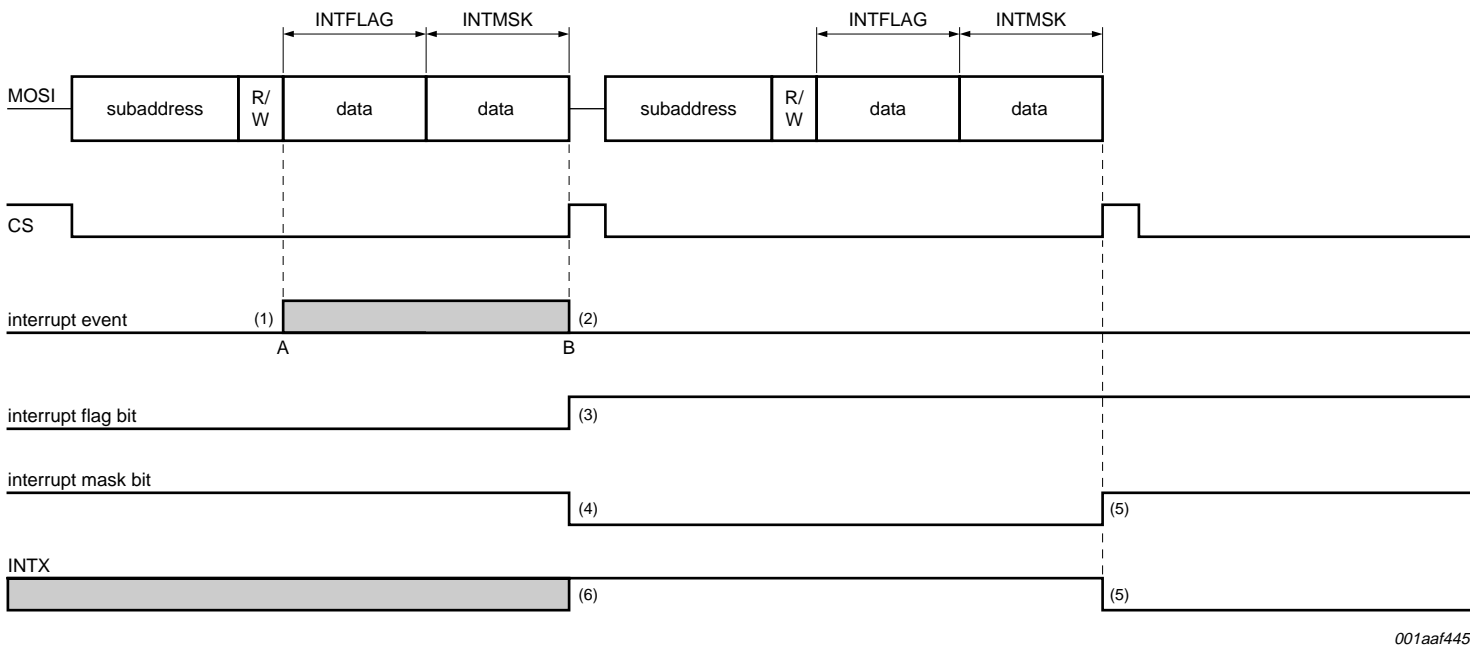 INTFLAG INTMSK INTFLAG INTMSK
MOSI subaddress R/W data data subaddress R/W data data
CS
interrupt event (1) (2)
A B
interrupt flag bit (3)
interrupt mask bit
(4) (5)
INTX
(6) (5)
001aaf445